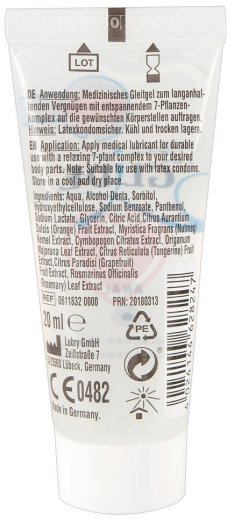 LOT
DE Anwendung: Medizinisches Gleitgel zum langanhal-
tenden Vergnügen mit entspannendem 7-Pflanzen-
komplex auf die gewünschten Körperstellen auftragen.
Hinweis: Latexkondomsicher. Kühl und trocken lagern.
EN Application: Apply medical lubricant for durable
use with a relaxing 7-plant complex to your desired
body parts. Note: Suitable for use with latex condoms.
Store in a cool and dry place.
Ingredients: Aqua, Alcohol Denta, Sorbitol,
Hydroxyethylcellulose, Sodium Benzoate, Panthenol,
Sodium Lactate, Glycerin, Citric Acid, Citrus Aurantium
Dulcis (Orange) Fruit Extract, Myristica Fragrans (Nutmeg)
Kernel Extract, Cymbopogon Citratus Extract, Origanum
Majorana Leaf Extract, Citrus Reticulata (Tangerine) Fruit
Extract, Citrus Paradisi (Grapefruit)
Fruit Extract, Rosmarinus Officinalis
(Rosemary) Leaf Extract
REF 0611832 0000 PRN: 20180313
20 ml e
PE
Lubry GmbH
Zeißstraße 7
Lübeck, Germany
CE 0482
Made in Germany.
4024144628247